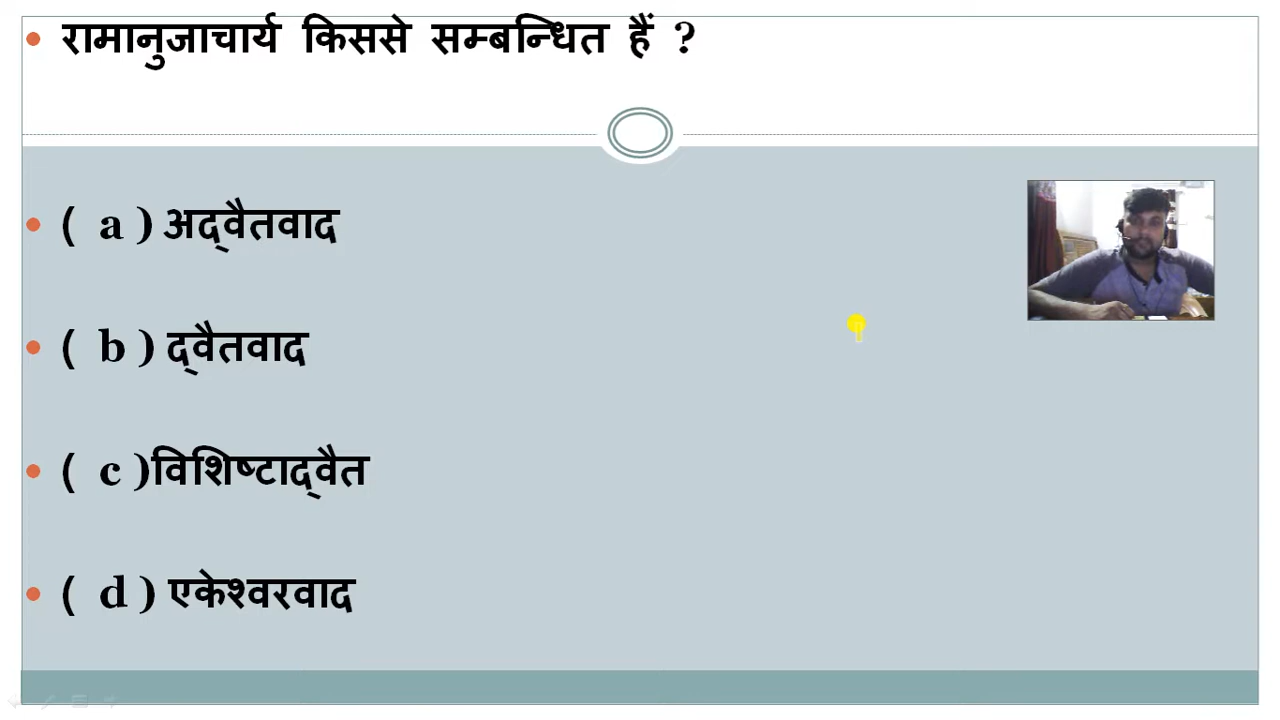 रामानुजाचार्य किससे सम्बन्धित हैं ?
( a ) अद्वैतवाद
( b ) द्वैतवाद
( c )विशिष्टाद्वैत
( d ) एकेश्वरवाद